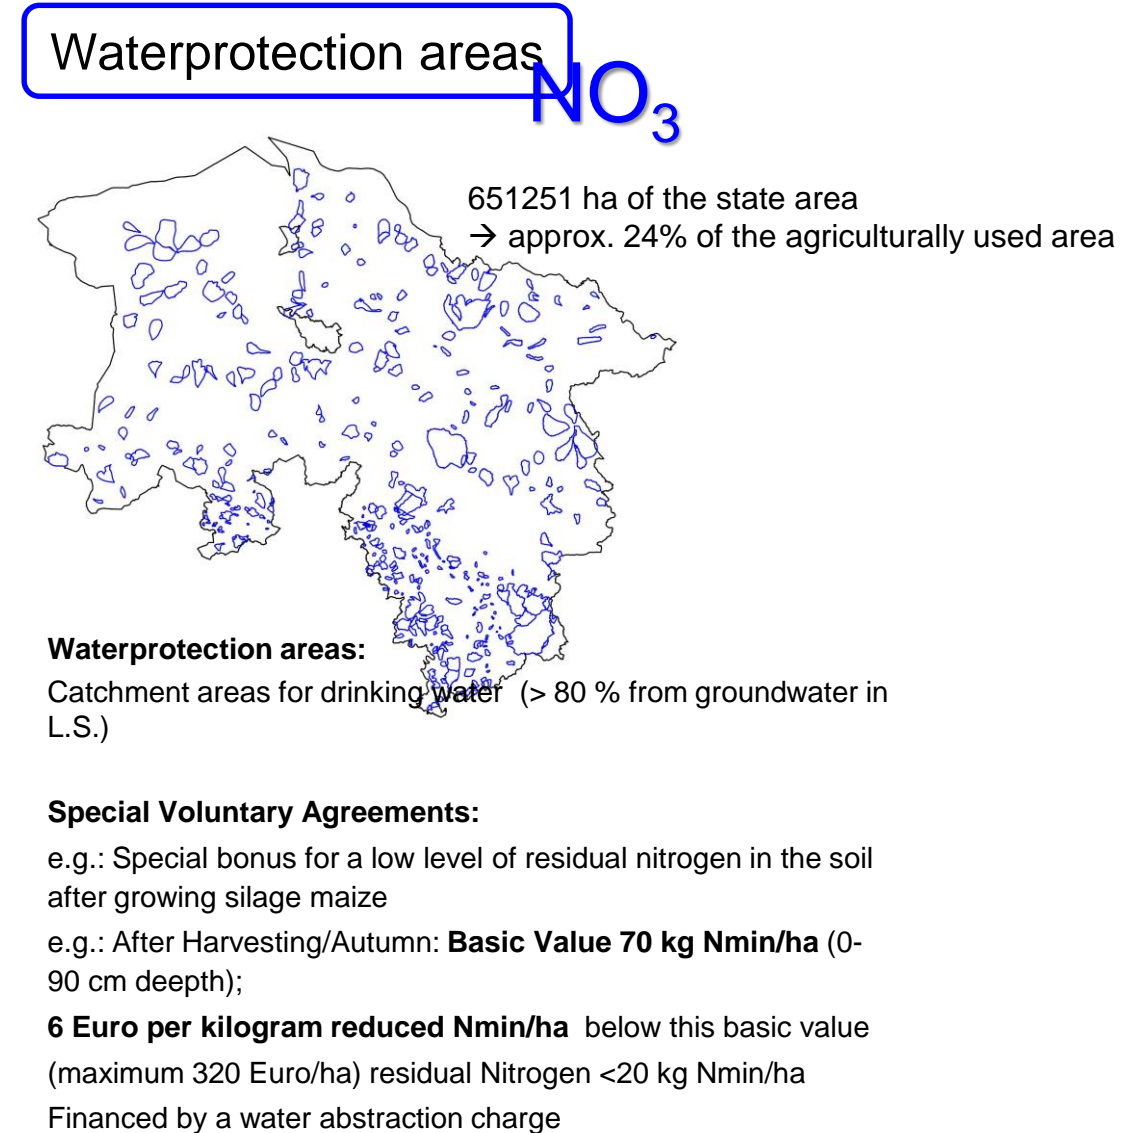 Waterprotection areas
NO₃
651251 ha of the state area
→ approx. 24% of the agriculturally used area
Waterprotection areas:
Catchment areas for drinking water (> 80 % from groundwater in
L.S.)
Special Voluntary Agreements:
e.g.: Special bonus for a low level of residual nitrogen in the soil
after growing silage maize
e.g.: After Harvesting/Autumn: Basic Value 70 kg Nmin/ha (0-
90 cm deepth);
6 Euro per kilogram reduced Nmin/ha below this basic value
(maximum 320 Euro/ha) residual Nitrogen <20 kg Nmin/ha
Financed by a water abstraction charge